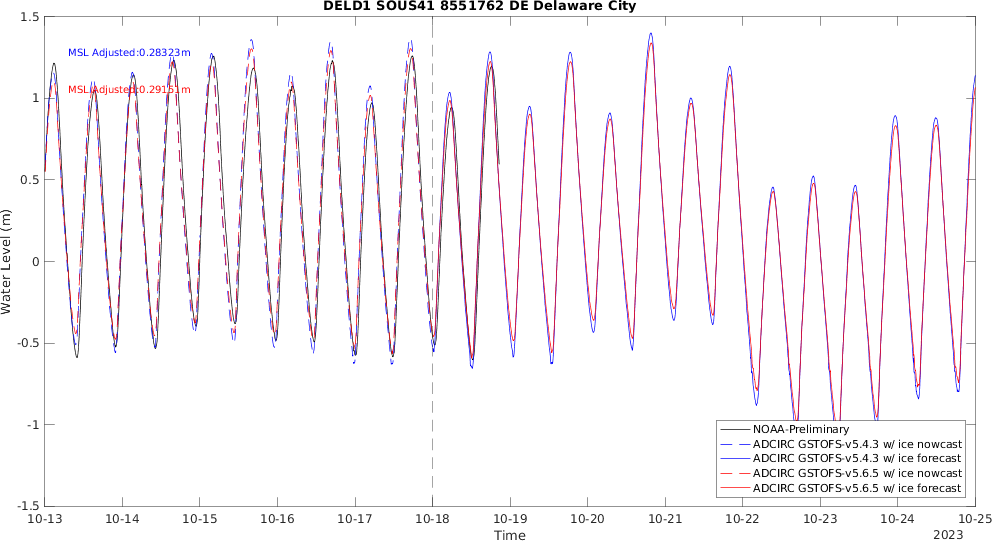 DELD1 SOUS41 8551762 DE Delaware City
MSL Adjusted:0.28323m
MSL Adjusted:0.29151m
Water Level (m)
1.5
1
0.5
0
-0.5
-1
-1.5
NOAA-Preliminary
ADCIRC GSTOFS-v5.4.3 w/ ice nowcast
ADCIRC GSTOFS-v5.4.3 w/ ice forecast
ADCIRC GSTOFS-v5.6.5 w/ ice nowcast
ADCIRC GSTOFS-v5.6.5 w/ ice forecast
10-13 10-14 10-15 10-16 10-17 10-18 10-19 10-20 10-21 10-22 10-23 10-24 10-25
Time
2023